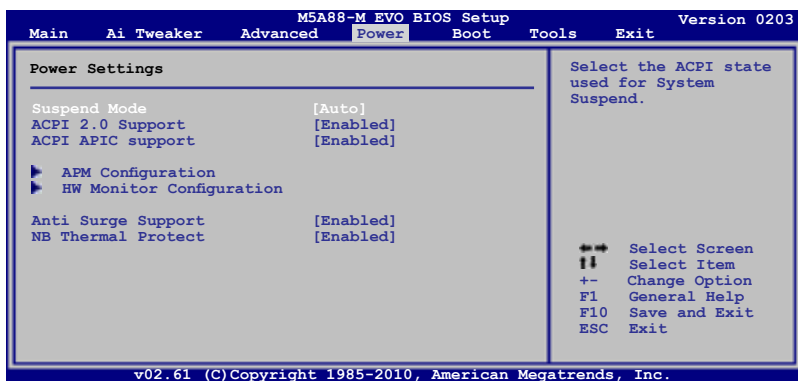 M5A88-M EVO BIOS Setup Version 0203
Main Ai Tweaker Advanced Power Boot Tools Exit
Power Settings
Suspend Mode [Auto]
ACPI 2.0 Support [Enabled]
ACPI APIC support [Enabled]
APM Configuration
HW Monitor Configuration
Anti Surge Support [Enabled]
NB Thermal Protect [Enabled]
Select the ACPI state
used for System
Suspend.
Select Screen
Select Item
+- Change Option
F1 General Help
F10 Save and Exit
ESC Exit
v02.61 (C)Copyright 1985-2010, American Megatrends, Inc.